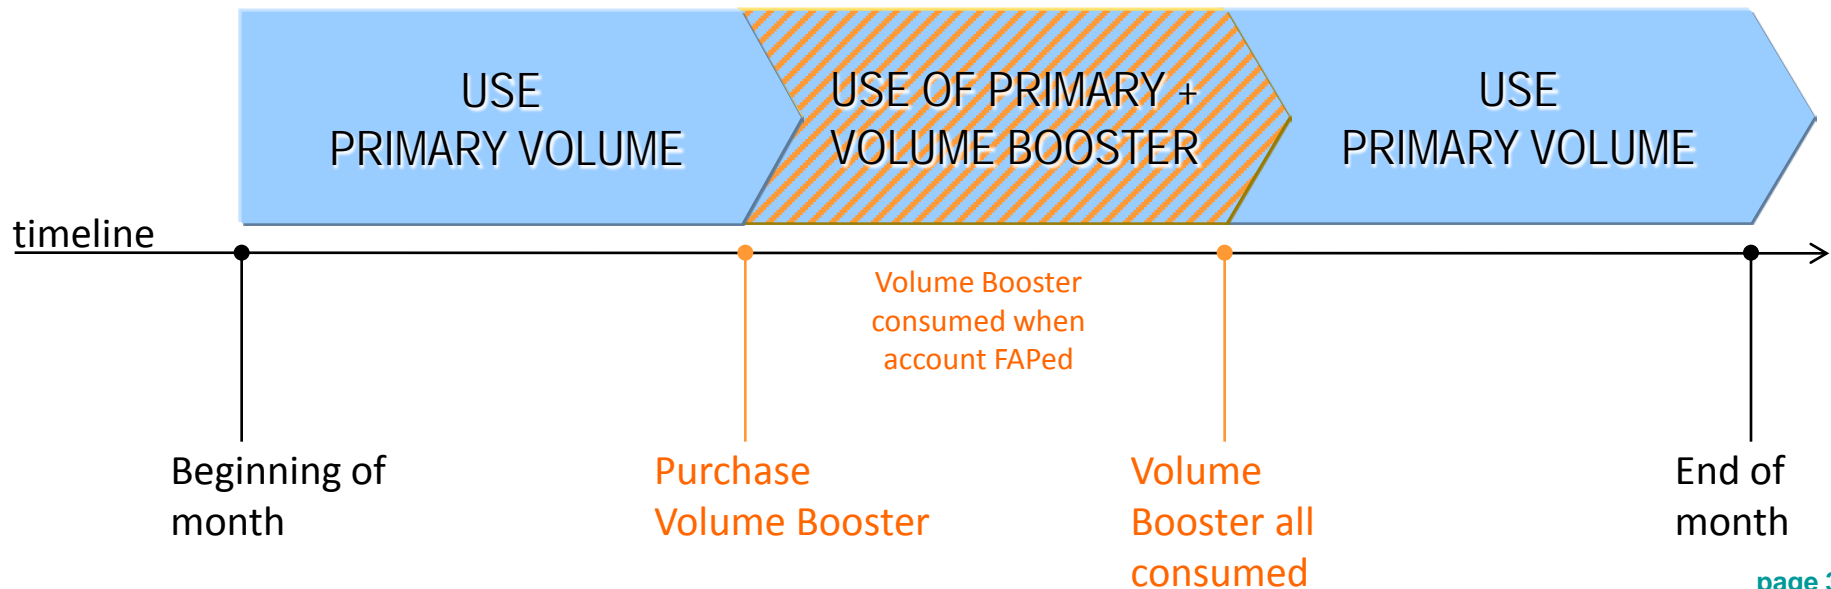 USE
PRIMARY VOLUME
USE OF PRIMARY +
VOLUME BOOSTER
USE
PRIMARY VOLUME
timeline
Volume Booster
consumed when
account FAPed
Beginning of
month
Purchase
Volume Booster
Volume
Booster all
consumed
End of
month
page